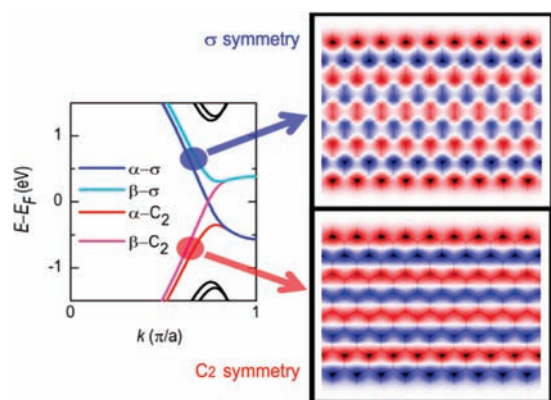 σ symmetry
1
0
-1
E-E_F (eV)
α-σ
β-σ
α-C₂
β-C₂
0
1
k (π/a)
C2 symmetry